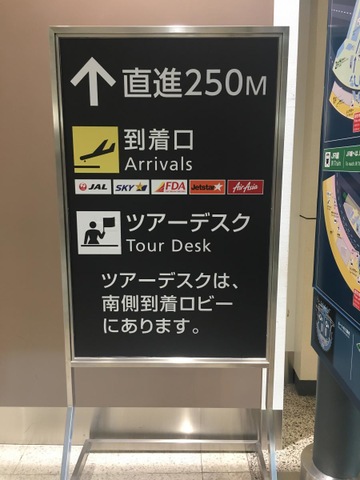 直進250M
到着口
Arrivals
JAL SKY FDA Jetstar AirAsia
ツアーデスク
Tour Desk
ツアーデスクは、
南側到着ロビー
にあります。